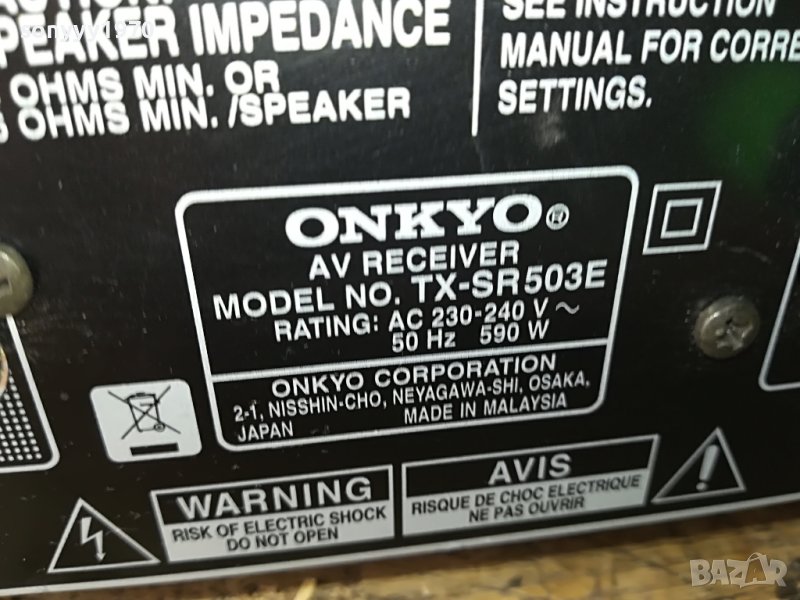 sonyyy1970
SPEAKER IMPEDANCE
OHMS MIN. OR
OHMS MIN. /SPEAKER
SEE INSTRUCTION
MANUAL FOR
SETTINGS.
ONKYO®
AV RECEIVER
MODEL NO. TX-SR503E
RATING: AC 230-240 V ~
50 Hz 590 W
ONKYO CORPORATION
2-1, NISSHIN-CHO, NEYAGAWA-SHI, OSAKA,
JAPAN MADE IN MALAYSIA
WARNING
RISK OF ELECTRIC SHOCK
DO NOT OPEN
AVIS
RISQUE DE CHOC ELECTRIQUE
NE PAS OUVRIR
BAZAR